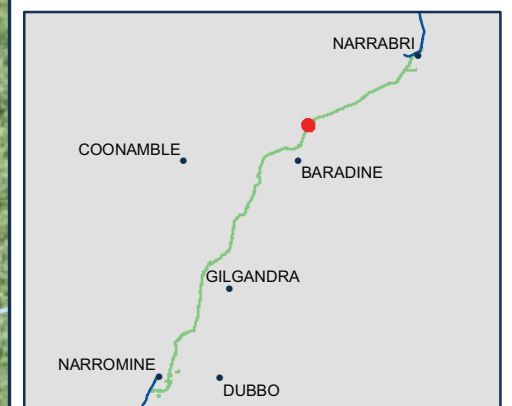 NARRABRI
COONAMBLE
BARADINE
GILGANDRA
NARROMINE
DUBBO